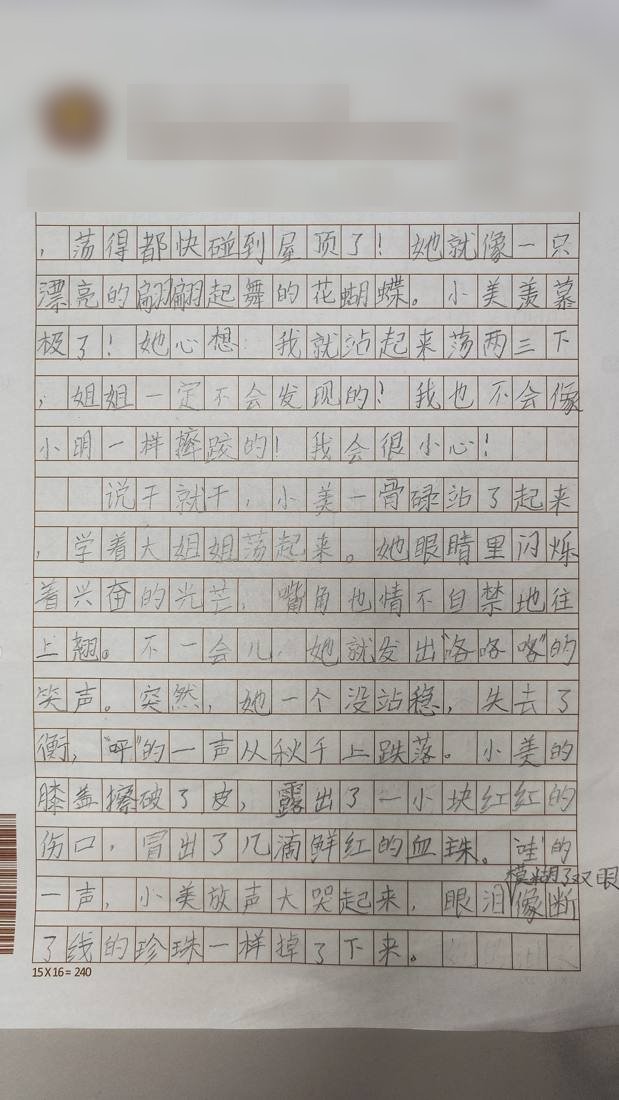 ，荡得都快碰到屋顶了！她就像一只
漂亮的翩翩起舞的花蝴蝶。小美羡慕
极了！她心想：我就站起来荡两三下
，姐姐一定不会发现的！我也不会像
小明一样摔跤的！我会很小心！
说干就干，小美一骨碌站了起来
，学着大姐姐荡起来。她眼睛里闪烁
着兴奋的光芒，嘴角也情不自禁地往
上翘。不一会儿，她就发出“咯咯咯”的
笑声。突然，她一个没站稳，失去了
衡，“呯”的一声从秋千上跌落。小美的
膝盖擦破了皮，露出了一小块红红的
伤口，冒出了几滴鲜红的血珠。“哇”的
模糊了双眼
一声，小美放声大哭起来，眼泪像断
了线的珍珠一样掉了下来。
15X16=240